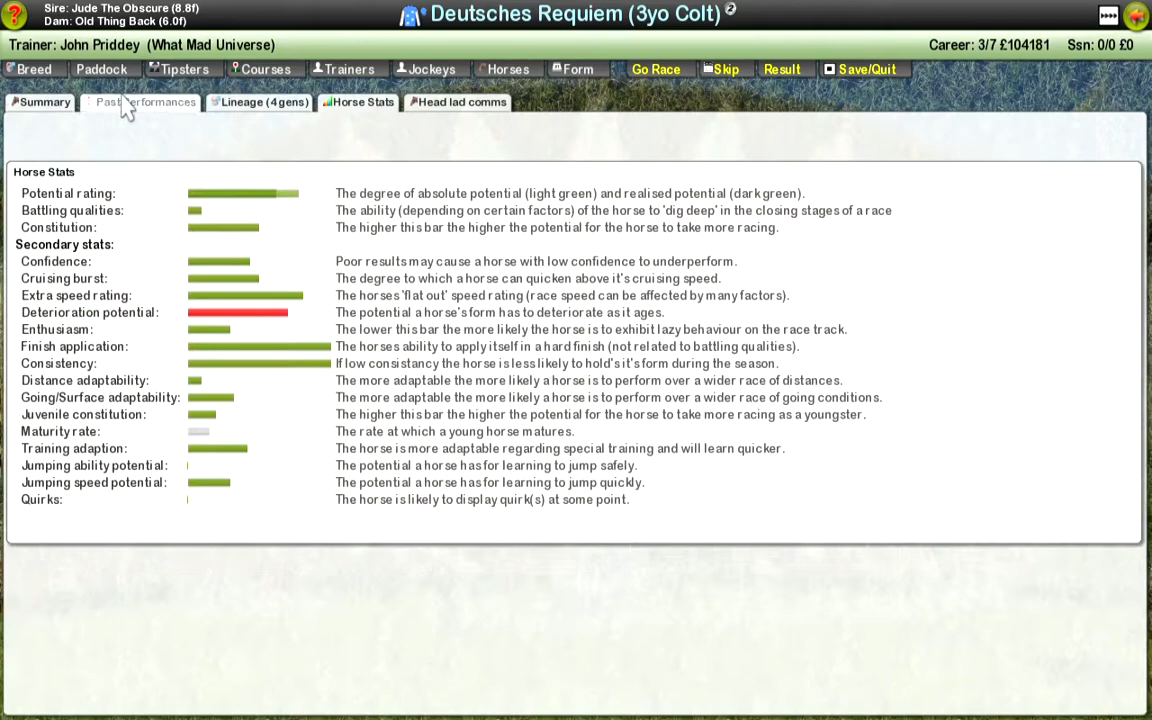 Sire: Jude The Obscure (8.8f)
Dam: Old Thing Back (6.0f)
Deutsches Requiem (3yo Colt) 2
Trainer: John Priddey (What Mad Universe)
Career: 3/7 £104181 Ssn: 0/0 £0
Breed Paddock Tipsters Courses Trainers Jockeys Horses Form Go Race Skip Result Save/Quit
Summary Past Performances Lineage (4 gens) Horse Stats Head lad comms
Horse Stats
Potential rating: The degree of absolute potential (light green) and realised potential (dark green).
Battling qualities: The ability (depending on certain factors) of the horse to 'dig deep' in the closing stages of a race
Constitution: The higher this bar the higher the potential for the horse to take more racing.
Secondary stats:
Confidence: Poor results may cause a horse with low confidence to underperform.
Cruising burst: The degree to which a horse can quicken above it's cruising speed.
Extra speed rating: The horses 'flat out' speed rating (race speed can be affected by many factors).
Deterioration potential: The potential a horse's form has to deteriorate as it ages.
Enthusiasm: The lower this bar the more likely the horse is to exhibit lazy behaviour on the race track.
Finish application: The horses ability to apply itself in a hard finish (not related to battling qualities).
Consistency: If low consistancy the horse is less likely to hold's it's form during the season.
Distance adaptability: The more adaptable the more likely a horse is to perform over a wider race of distances.
Going/Surface adaptability: The more adaptable the more likely a horse is to perform over a wider race of going conditions.
Juvenile constitution: The higher this bar the higher the potential for the horse to take more racing as a youngster.
Maturity rate: The rate at which a young horse matures.
Training adaption: The horse is more adaptable regarding special training and will learn quicker.
Jumping ability potential: The potential a horse has for learning to jump safely.
Jumping speed potential: The potential a horse has for learning to jump quickly.
Quirks: The horse is likely to display quirk(s) at some point.